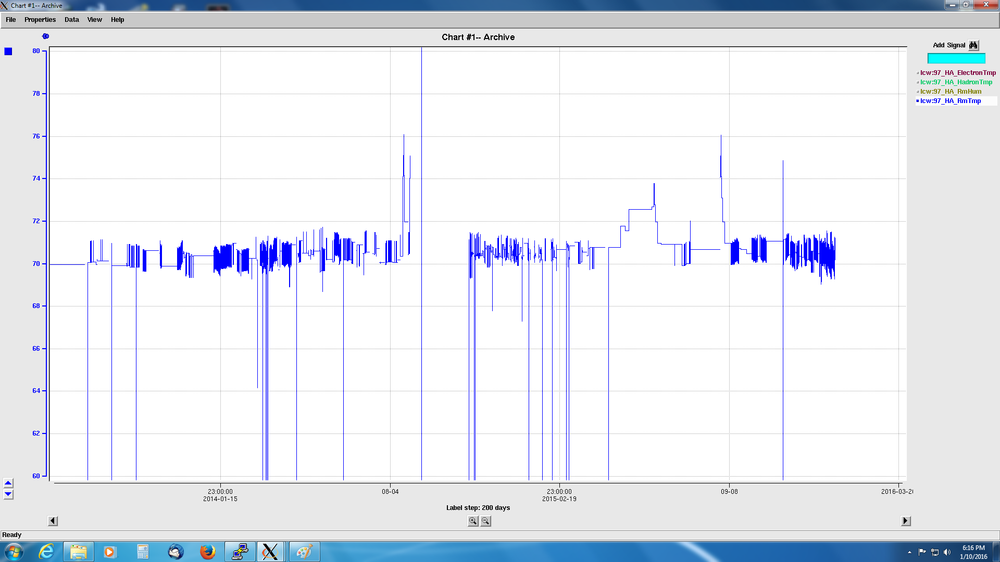 Chart #1-- Archive
File Properties Data View Help
Chart #1-- Archive
Add Signal
lcw:97_HA_ElectronTmp
lcw:97_HA_HadronTmp
lcw:97_HA_RmHum
lcw:97_HA_RmTmp
80
78
76
74
72
70
68
66
64
62
60
23:00:00 08-04 23:00:00 09-08 2016-03-2
2014-01-15 2015-02-19
Label step: 200 days
Ready
6:16 PM
1/10/2016